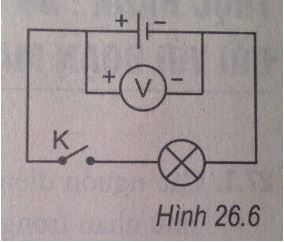 + −
+ V −
K
Hình 26.6